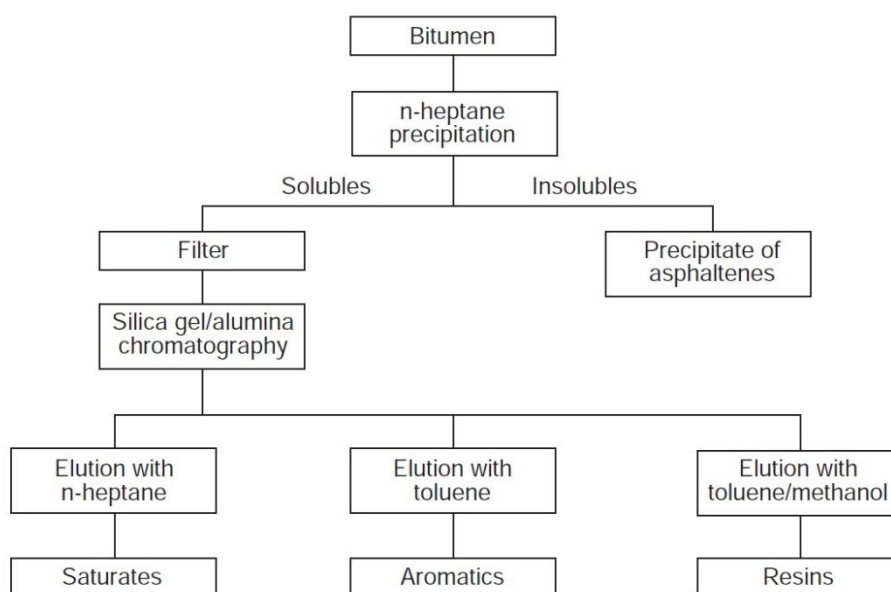 Bitumen
n-heptane
precipitation
Solubles
Insolubles
Filter
Precipitate of
asphaltenes
Silica gel/alumina
chromatography
Elution with
n-heptane
Elution with
toluene
Elution with
toluene/methanol
Saturates
Aromatics
Resins